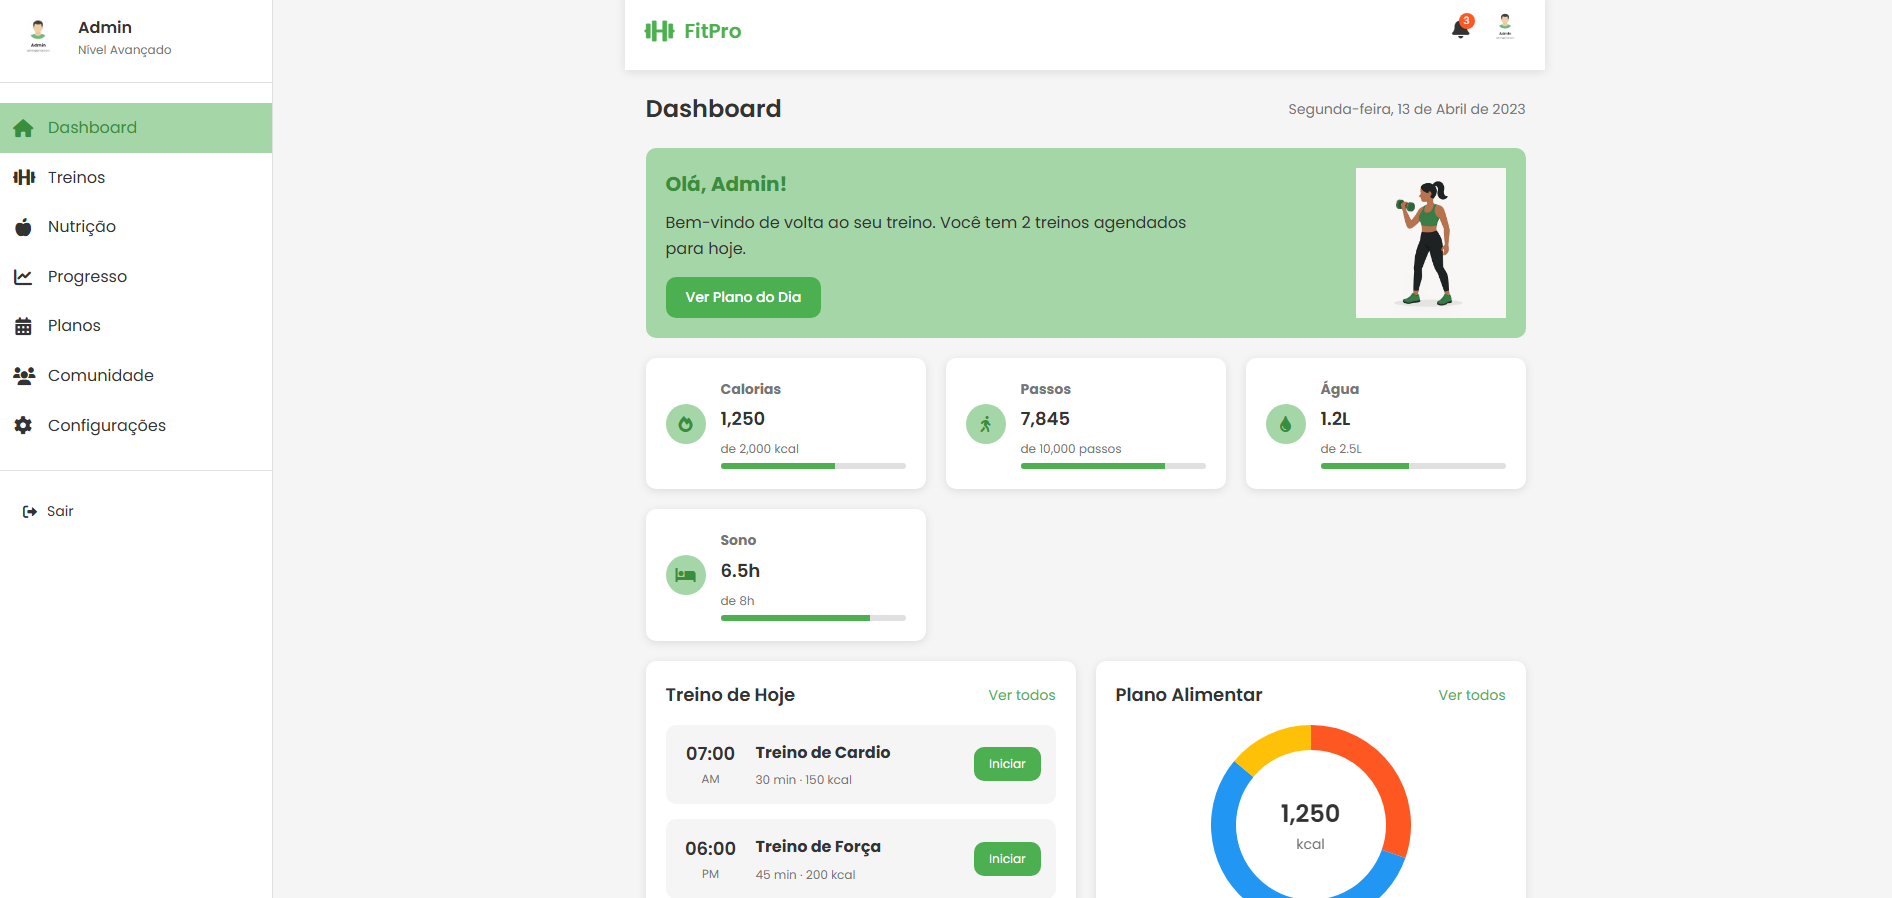 Admin
Nível Avançado
Dashboard
Treinos
Nutrição
Progresso
Planos
Comunidade
Configurações
Sair
FitPro
3
Admin
Dashboard
Segunda-feira, 13 de Abril de 2023
Olá, Admin!
Bem-vindo de volta ao seu treino. Você tem 2 treinos agendados
para hoje.
Ver Plano do Dia
Calorias
1,250
de 2,000 kcal
Passos
7,845
de 10,000 passos
Água
1.2L
de 2.5L
Sono
6.5h
de 8h
Treino de Hoje
Ver todos
07:00
AM
Treino de Cardio
30 min · 150 kcal
Iniciar
06:00
PM
Treino de Força
45 min · 200 kcal
Iniciar
Plano Alimentar
Ver todos
1,250
kcal